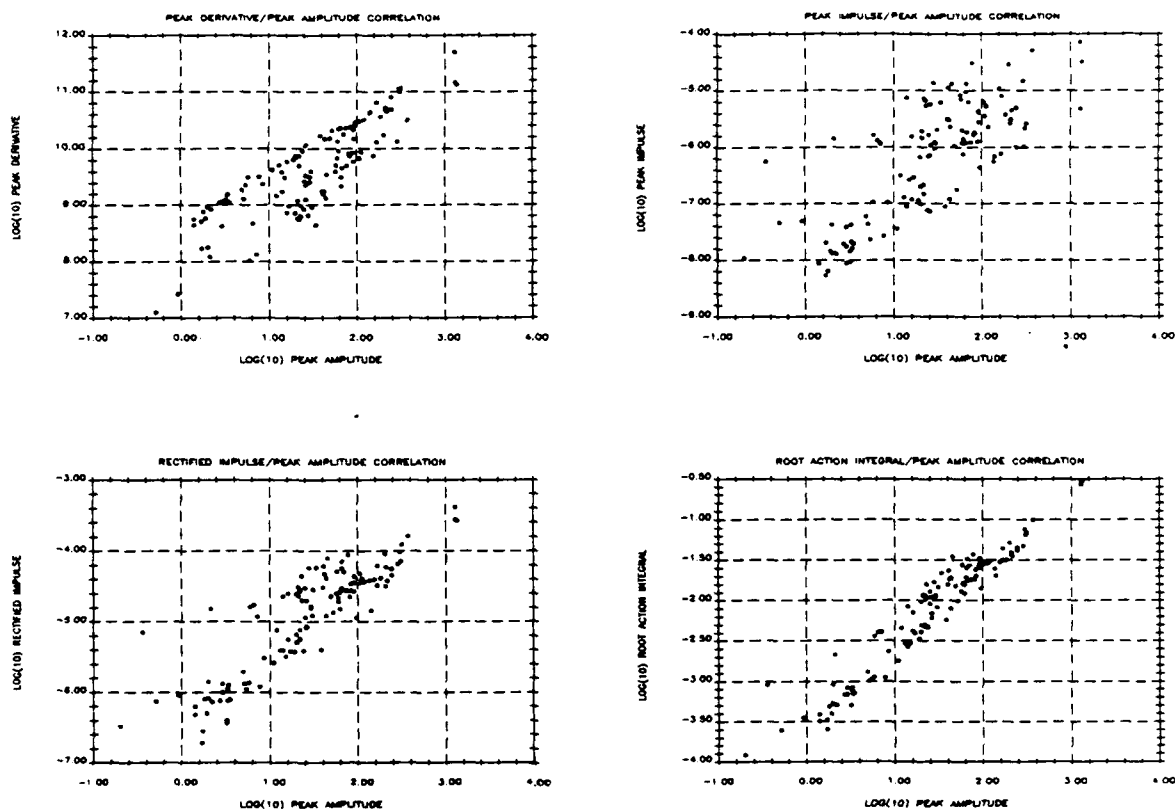 PEAK DERIVATIVE/PEAK AMPLITUDE CORRELATION
12.00
11.00
10.00
9.00
8.00
7.00
LOG(10) PEAK DERIVATIVE
-1.00 0.00 1.00 2.00 3.00 4.00
LOG(10) PEAK AMPLITUDE
PEAK IMPULSE/PEAK AMPLITUDE CORRELATION
-4.00
-5.00
-6.00
-7.00
-8.00
-9.00
LOG(10) PEAK IMPULSE
-1.00 0.00 1.00 2.00 3.00 4.00
LOG(10) PEAK AMPLITUDE
RECTIFIED IMPULSE/PEAK AMPLITUDE CORRELATION
-3.00
-4.00
-5.00
-6.00
-7.00
LOG(10) RECTIFIED IMPULSE
-1.00 0.00 1.00 2.00 3.00 4.00
LOG(10) PEAK AMPLITUDE
ROOT ACTION INTEGRAL/PEAK AMPLITUDE CORRELATION
-0.50
-1.00
-1.50
-2.00
-2.50
-3.00
-3.50
-4.00
LOG(10) ROOT ACTION INTEGRAL
-1.00 0.00 1.00 2.00 3.00 4.00
LOG(10) PEAK AMPLITUDE